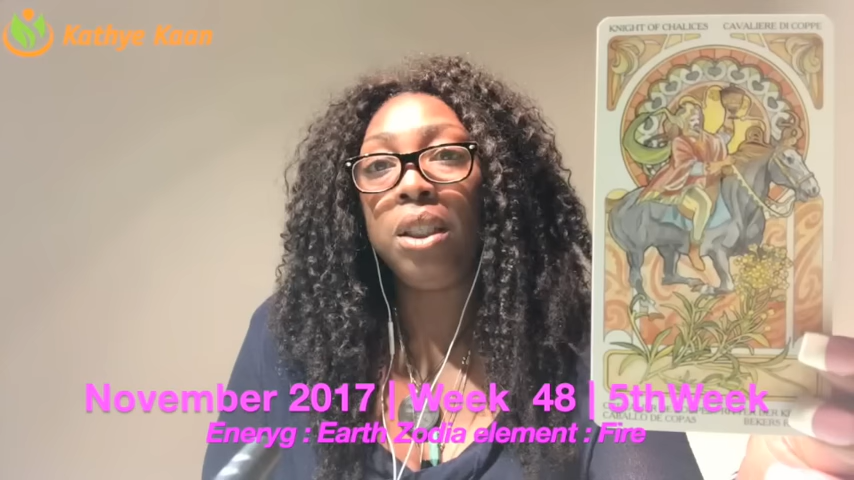 Kathye Koan
KNIGHT OF CHALICES CAVALIERE DI COPPE
November 2017 | Week 48 | 5thWeek
CABALLO DE COPAS BEKERS
Eneryg : Earth Zodia element : Fire